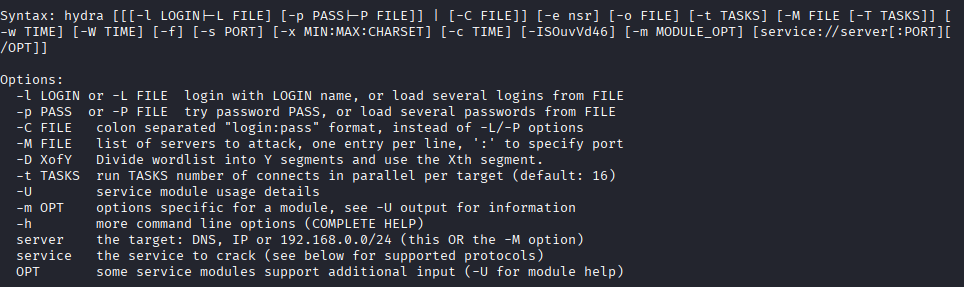 Syntax: hydra [[[-l LOGIN|-L FILE] [-p PASS|-P FILE]] | [-C FILE]] [-e nsr] [-o FILE] [-t TASKS] [-M FILE [-T TASKS]] [
-w TIME] [-W TIME] [-f] [-s PORT] [-x MIN:MAX:CHARSET] [-c TIME] [-ISOuvVd46] [-m MODULE_OPT] [service://server[:PORT][
/OPT]]

Options:
  -l LOGIN or -L FILE  login with LOGIN name, or load several logins from FILE
  -p PASS  or -P FILE  try password PASS, or load several passwords from FILE
  -C FILE   colon separated "login:pass" format, instead of -L/-P options
  -M FILE   list of servers to attack, one entry per line, ':' to specify port
  -D XofY  Divide wordlist into Y segments and use the Xth segment.
  -t TASKS  run TASKS number of connects in parallel per target (default: 16)
  -U        service module usage details
  -m OPT    options specific for a module, see -U output for information
  -h        more command line options (COMPLETE HELP)
  server    the target: DNS, IP or 192.168.0.0/24 (this OR the -M option)
  service   the service to crack (see below for supported protocols)
  OPT       some service modules support additional input (-U for module help)